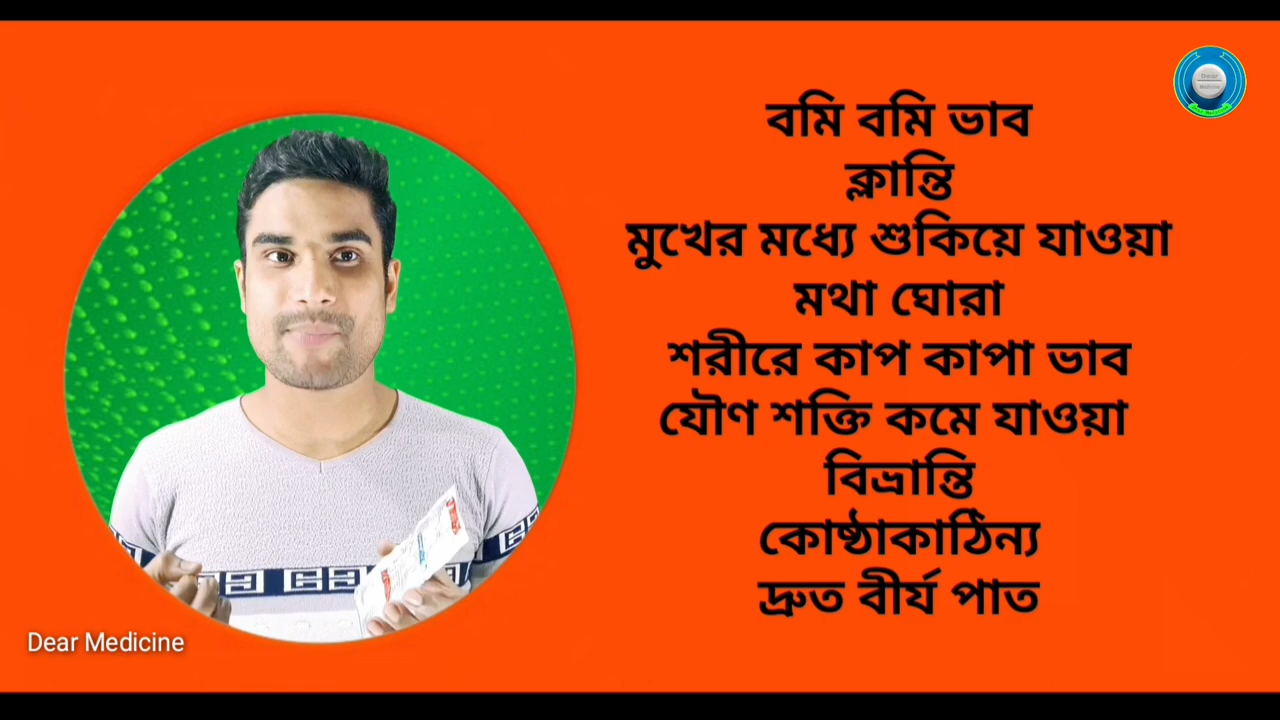 বমি বমি ভাব
ক্লান্তি
মুখের মধ্যে শুকিয়ে যাওয়া
মথা ঘোরা
শরীরে কাপ কাপা ভাব
যৌণ শক্তি কমে যাওয়া
বিভ্রান্তি
কোষ্ঠাকাঠিন্য
দ্রুত বীর্য পাত
Dear Medicine